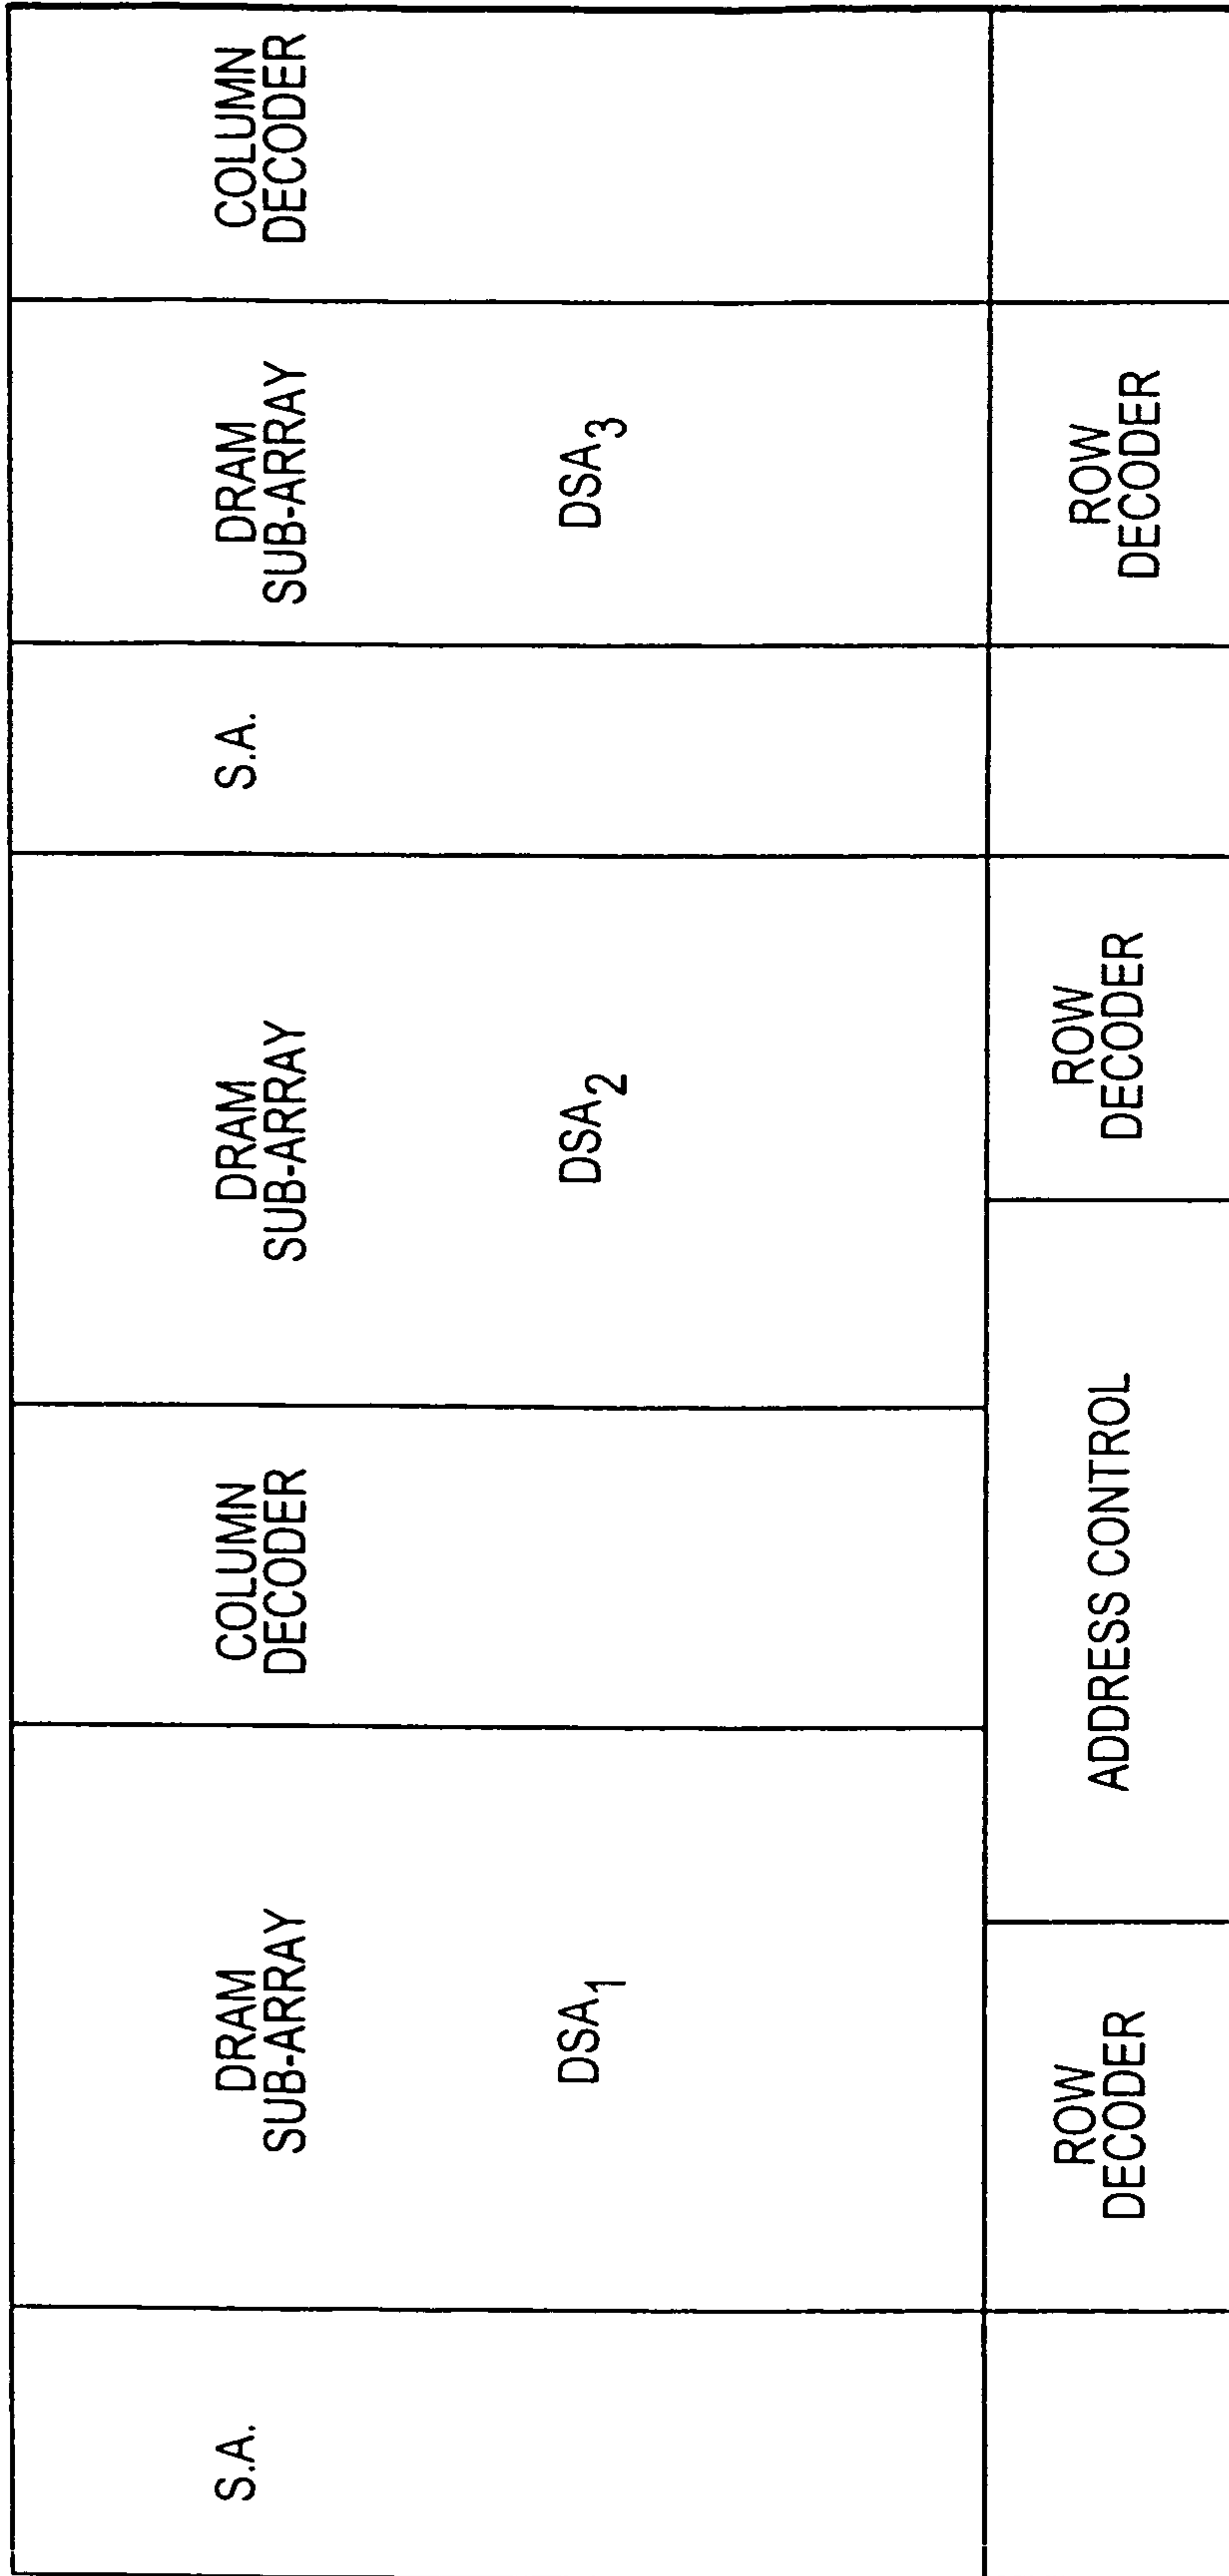 S.A.
DRAM
SUB-ARRAY
DSA1
COLUMN
DECODER
DRAM
SUB-ARRAY
DSA2
S.A.
DRAM
SUB-ARRAY
DSA3
COLUMN
DECODER
ROW
DECODER
ADDRESS CONTROL
ROW
DECODER
ROW
DECODER